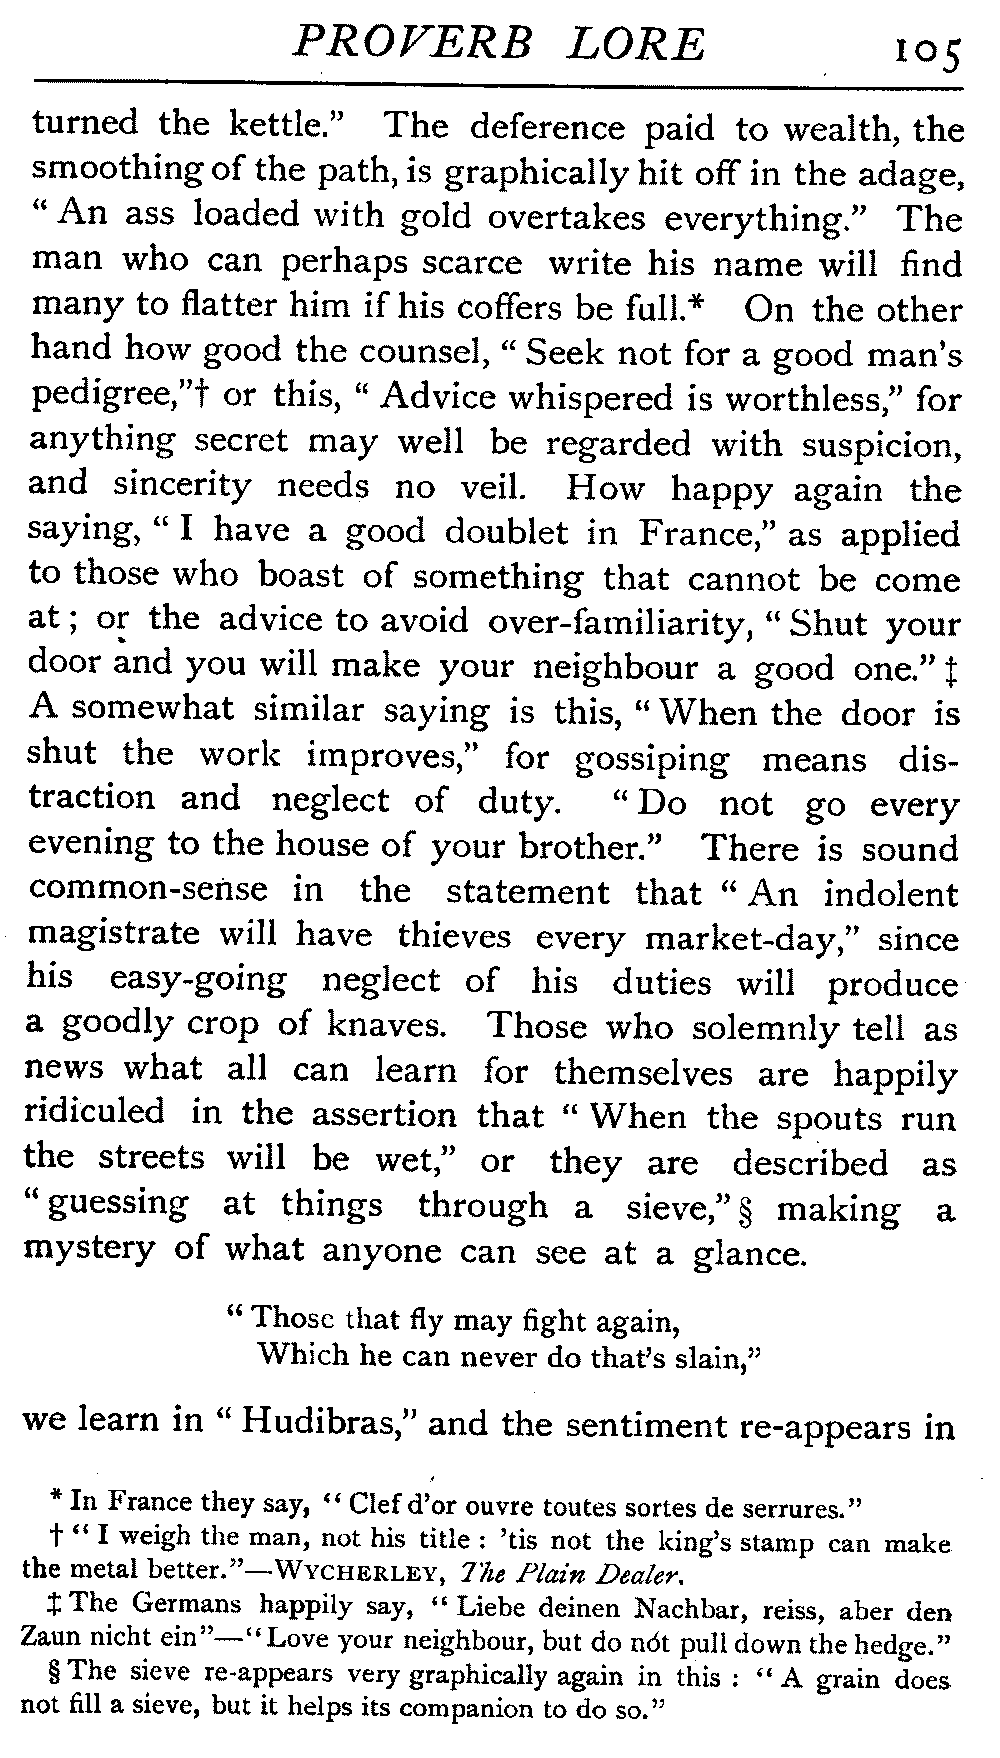 PROVERB LORE 105
turned the kettle.” The deference paid to wealth, the
smoothing of the path, is graphically hit off in the adage,
“ An ass loaded with gold overtakes everything.” The
man who can perhaps scarce write his name will find
many to flatter him if his coffers be full.* On the other
hand how good the counsel, “ Seek not for a good man’s
pedigree,”† or this, “ Advice whispered is worthless,” for
anything secret may well be regarded with suspicion,
and sincerity needs no veil. How happy again the
saying, “ I have a good doublet in France,” as applied
to those who boast of something that cannot be come
at ; or the advice to avoid over-familiarity, “ Shut your
door and you will make your neighbour a good one.” ‡
A somewhat similar saying is this, “ When the door is
shut the work improves,” for gossiping means dis-
traction and neglect of duty. “ Do not go every
evening to the house of your brother.” There is sound
common-sense in the statement that “ An indolent
magistrate will have thieves every market-day,” since
his easy-going neglect of his duties will produce
a goodly crop of knaves. Those who solemnly tell as
news what all can learn for themselves are happily
ridiculed in the assertion that “ When the spouts run
the streets will be wet,” or they are described as
“ guessing at things through a sieve,” § making a
mystery of what anyone can see at a glance.
“ Those that fly may fight again,
Which he can never do that’s slain,”
we learn in “ Hudibras,” and the sentiment re-appears in
* In France they say, “ Clef d’or ouvre toutes sortes de serrures.”
† “ I weigh the man, not his title : ’tis not the king’s stamp can make
the metal better.”—WYCHERLEY, The Plain Dealer.
‡ The Germans happily say, “ Liebe deinen Nachbar, reiss, aber den
Zaun nicht ein”—“Love your neighbour, but do not pull down the hedge.”
§ The sieve re-appears very graphically again in this : “ A grain does
not fill a sieve, but it helps its companion to do so.”